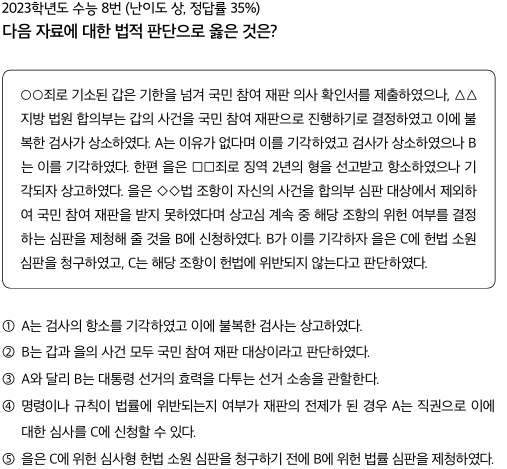 2023학년도 수능 8번 (난이도 상, 정답률 35%)
다음 자료에 대한 법적 판단으로 옳은 것은?
○○죄로 기소된 갑은 기한을 넘겨 국민 참여 재판 의사 확인서를 제출하였으나, △△
지방 법원 합의부는 갑의 사건을 국민 참여 재판으로 진행하기로 결정하였고 이에 불
복한 검사가 상소하였다. A는 이유가 없다며 이를 기각하였고 검사가 상소하였으나 B
는 이를 기각하였다. 한편 을은 □□죄로 징역 2년의 형을 선고받고 항소하였으나 기
각되자 상고하였다. 을은 ◇◇법 조항이 자신의 사건을 합의부 심판 대상에서 제외하
여 국민 참여 재판을 받지 못하였다며 상고심 계속 중 해당 조항의 위헌 여부를 결정
하는 심판을 제청해 줄 것을 B에 신청하였다. B가 이를 기각하자 을은 C에 헌법 소원
심판을 청구하였고, C는 해당 조항이 헌법에 위반되지 않는다고 판단하였다.
① A는 검사의 항소를 기각하였고 이에 불복한 검사는 상고하였다.
② B는 갑과 을의 사건 모두 국민 참여 재판 대상이라고 판단하였다.
③ A와 달리 B는 대통령 선거의 효력을 다투는 선거 소송을 관할한다.
④ 명령이나 규칙이 법률에 위반되는지 여부가 재판의 전제가 된 경우 A는 직권으로 이에
대한 심사를 C에 신청할 수 있다.
⑤ 을은 C에 위헌 심사형 헌법 소원 심판을 청구하기 전에 B에 위헌 법률 심판을 제청하였다.